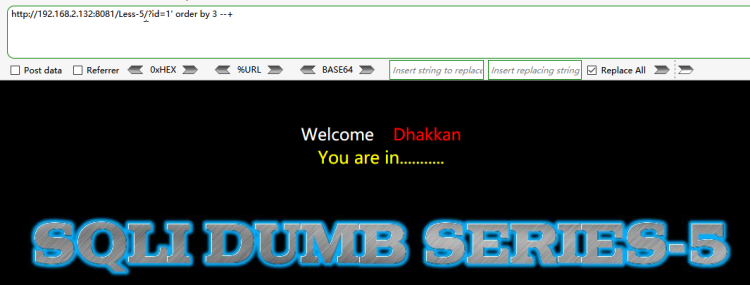 http://192.168.2.132:8081/Less-5/?id=1' order by 3 --+
Post data Referrer 0xHEX %URL BASE64 Insert string to replace Insert replacing string Replace All
Welcome Dhakkan
You are in...........
SQLI DUMB SERIES-5